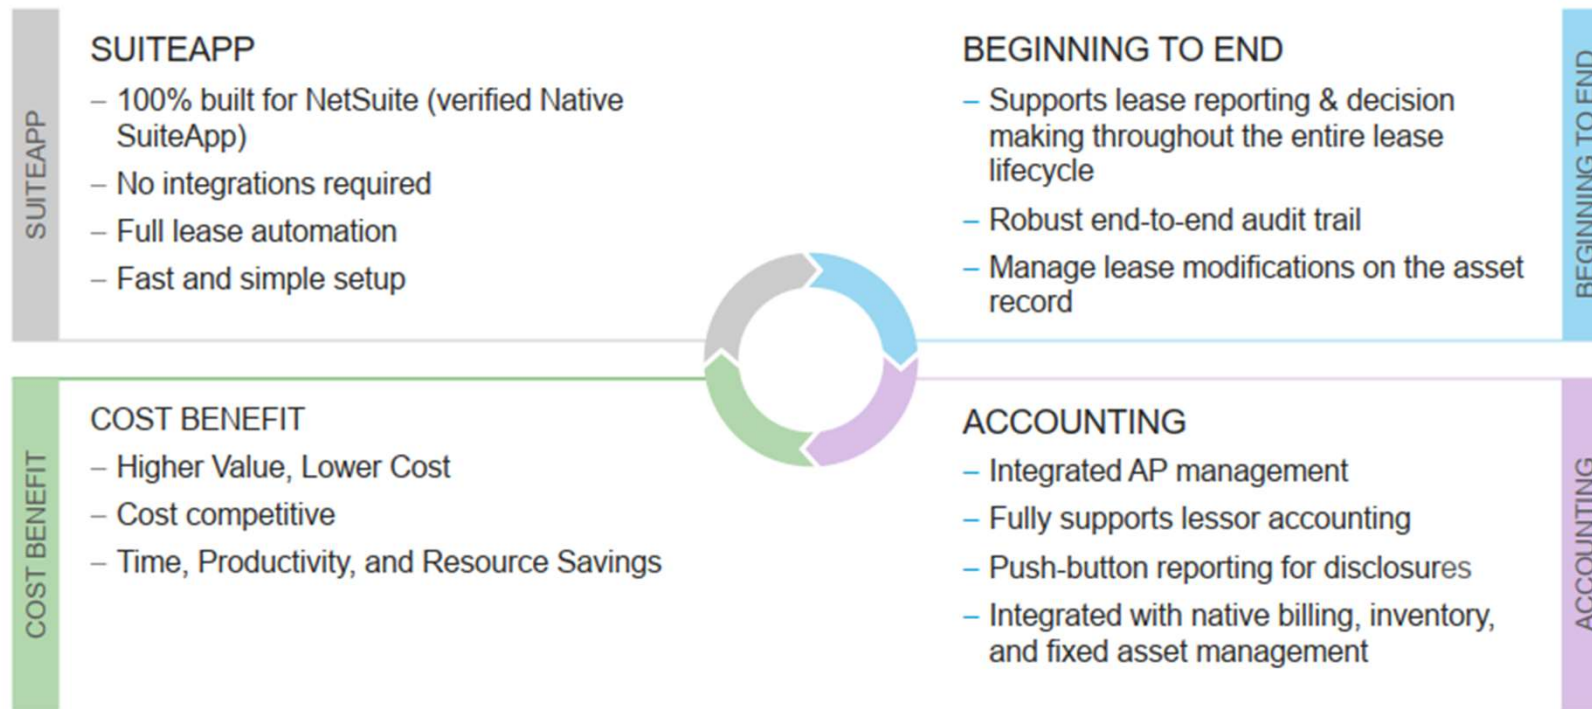 SUITEAPP
SUITEAPP
– 100% built for NetSuite (verified Native
SuiteApp)
– No integrations required
– Full lease automation
– Fast and simple setup
BEGINNING TO END
– Supports lease reporting & decision
making throughout the entire lease
lifecycle
– Robust end-to-end audit trail
– Manage lease modifications on the asset
record
BEGINNING TO END
COST BENEFIT
COST BENEFIT
– Higher Value, Lower Cost
– Cost competitive
– Time, Productivity, and Resource Savings
ACCOUNTING
– Integrated AP management
– Fully supports lessor accounting
– Push-button reporting for disclosures
– Integrated with native billing, inventory,
and fixed asset management
ACCOUNTING